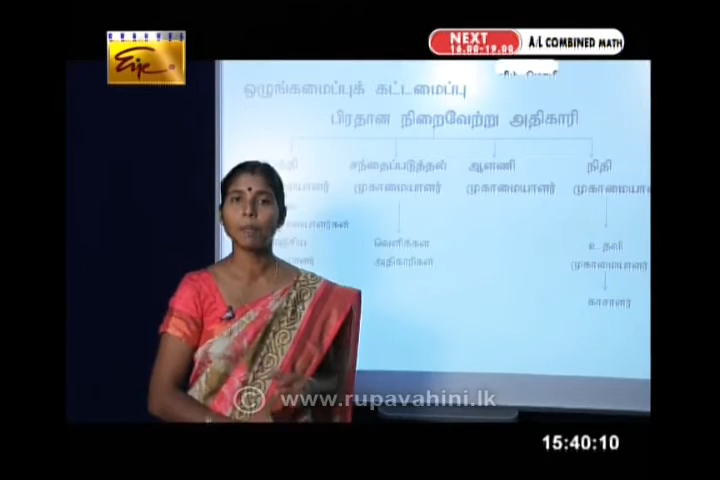 NEXT
16.00-19.00
A/L COMBINED MATH
Eye
ஒழுங்கமைப்புக் கட்டமைப்பு
பிரதான நிறைவேற்று அதிகாரி
சந்தைப்படுத்தல் ஆளணி நிதி
முகாமையாளர் முகாமையாளர்
வெளிக்கள உதவி
அதிகாரிகள் முகாமையாளர்
காசாளர்
© www.rupavahini.lk
15:40:10